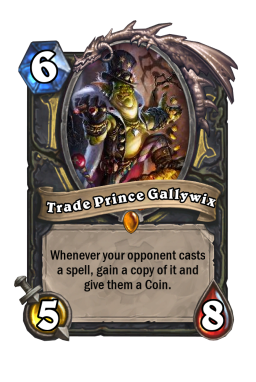 6
Trade Prince Gallywix
Whenever your opponent casts
a spell, gain a copy of it and
give them a Coin.
5
8